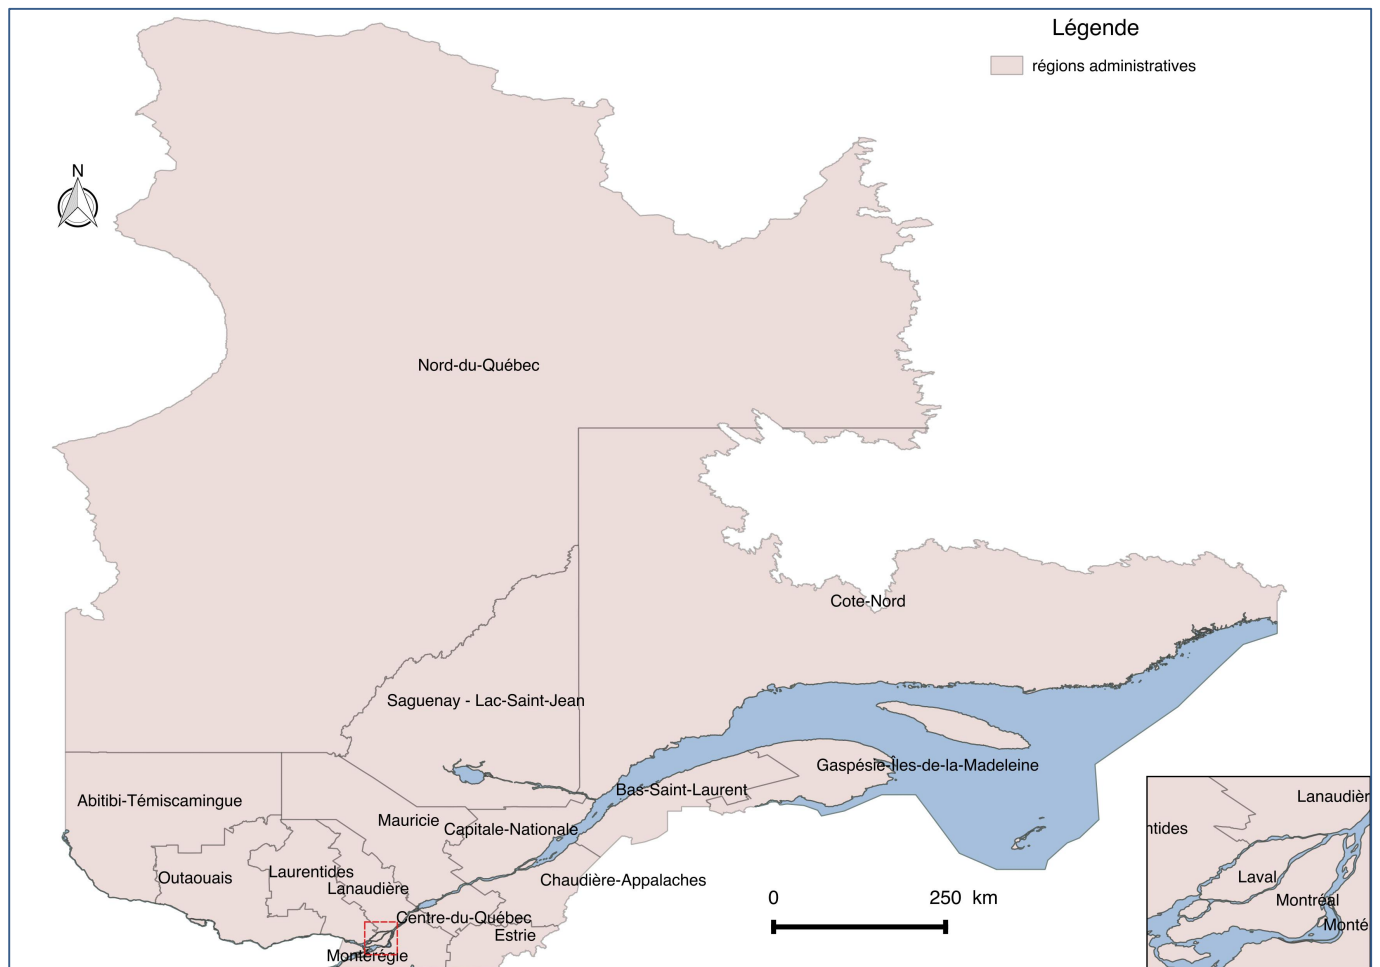 Légende
régions administratives
N
Nord-du-Québec
Cote-Nord
Saguenay - Lac-Saint-Jean
Gaspésie-Îles-de-la-Madeleine
Bas-Saint-Laurent
Abitibi-Témiscamingue
Mauricie
Capitale-Nationale
Outaouais
Laurentides
Lanaudière
Chaudière-Appalaches
Centre-du-Québec
Estrie
Montérégie
0 250 km
Lanaudièr
ntides
Laval
Montréal
Monté